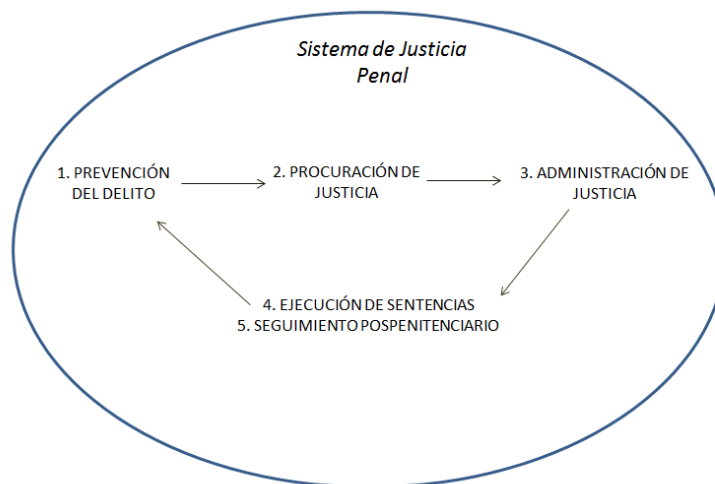 Sistema de Justicia
Penal
1. PREVENCIÓN
DEL DELITO
2. PROCURACIÓN DE
JUSTICIA
3. ADMINISTRACIÓN DE
JUSTICIA
4. EJECUCIÓN DE SENTENCIAS
5. SEGUIMIENTO POSPENITENCIARIO